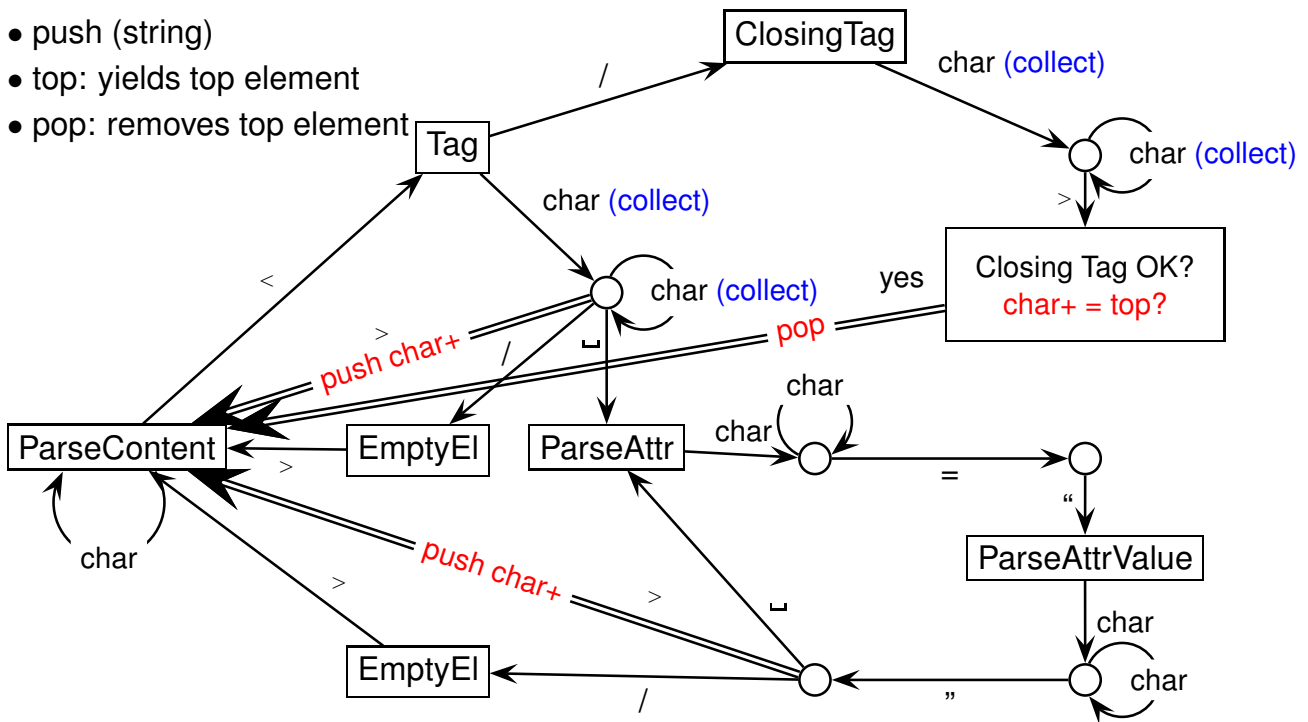 • push (string)
• top: yields top element
• pop: removes top element
ClosingTag
char (collect)
/
Tag
char (collect)
char (collect)
>
<
char (collect)
Closing Tag OK?
char+ = top?
yes
pop
>
push char+
/
␣
char
ParseContent
EmptyEl
ParseAttr
char
>
=
“
char
push char+
ParseAttrValue
>
>
␣
char
EmptyEl
/
”
char